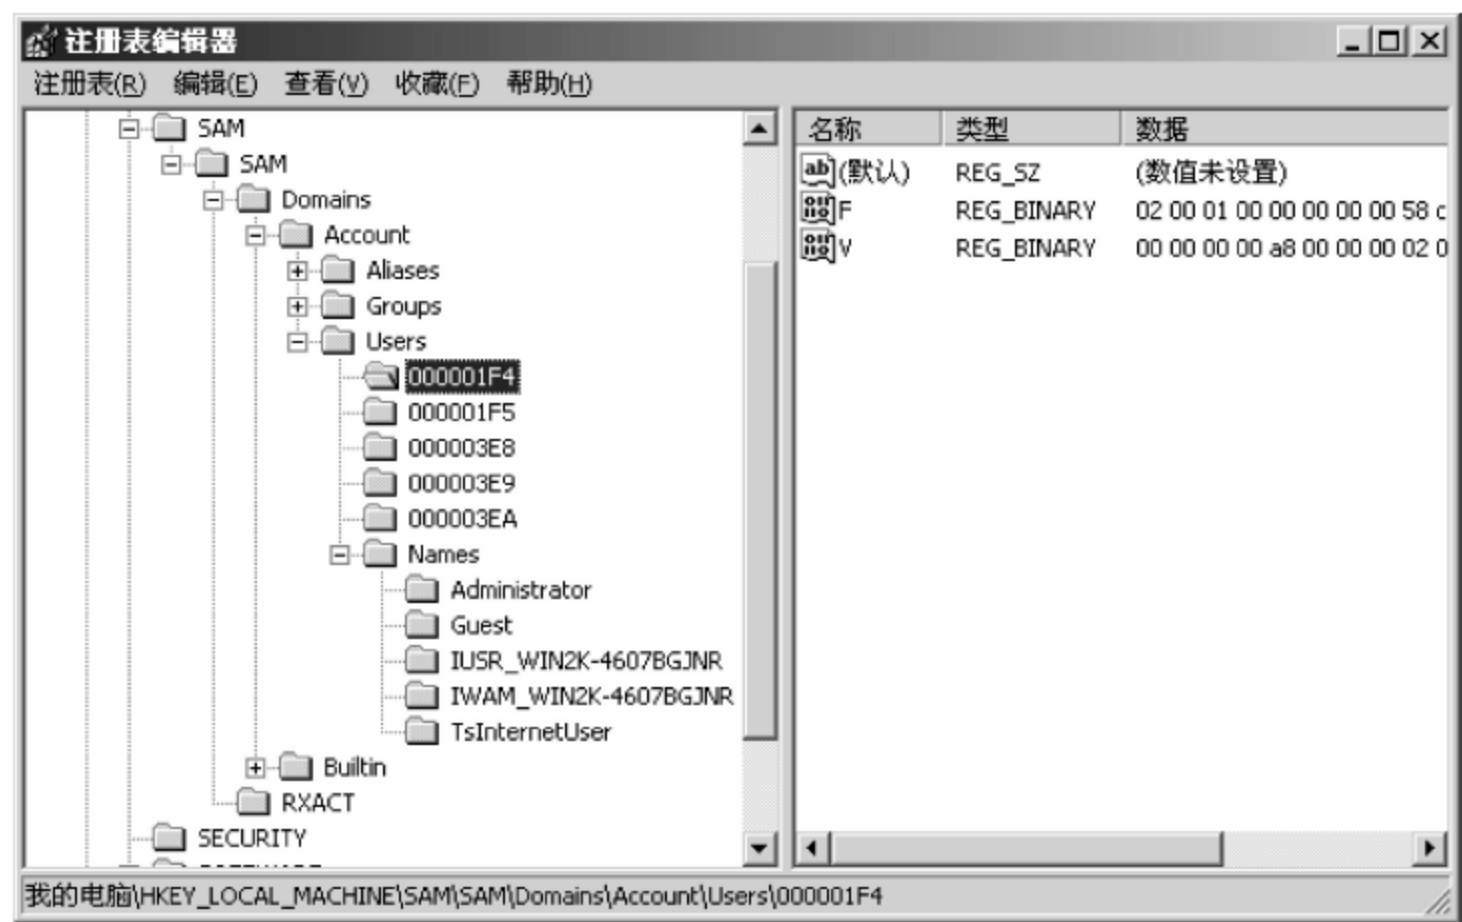 注册表编辑器
注册表(R) 编辑(E) 查看(V) 收藏(F) 帮助(H)
SAM
SAM
Domains
Account
Aliases
Groups
Users
000001F4
000001F5
000003E8
000003E9
000003EA
Names
Administrator
Guest
IUSR_WIN2K-4607BGJNR
IWAM_WIN2K-4607BGJNR
TsInternetUser
Builtin
RXACT
SECURITY
名称 类型 数据
(默认) REG_SZ (数值未设置)
F REG_BINARY 02 00 01 00 00 00 00 00 58 c
V REG_BINARY 00 00 00 00 a8 00 00 00 02 0
我的电脑\HKEY_LOCAL_MACHINE\SAM\SAM\Domains\Account\Users\000001F4